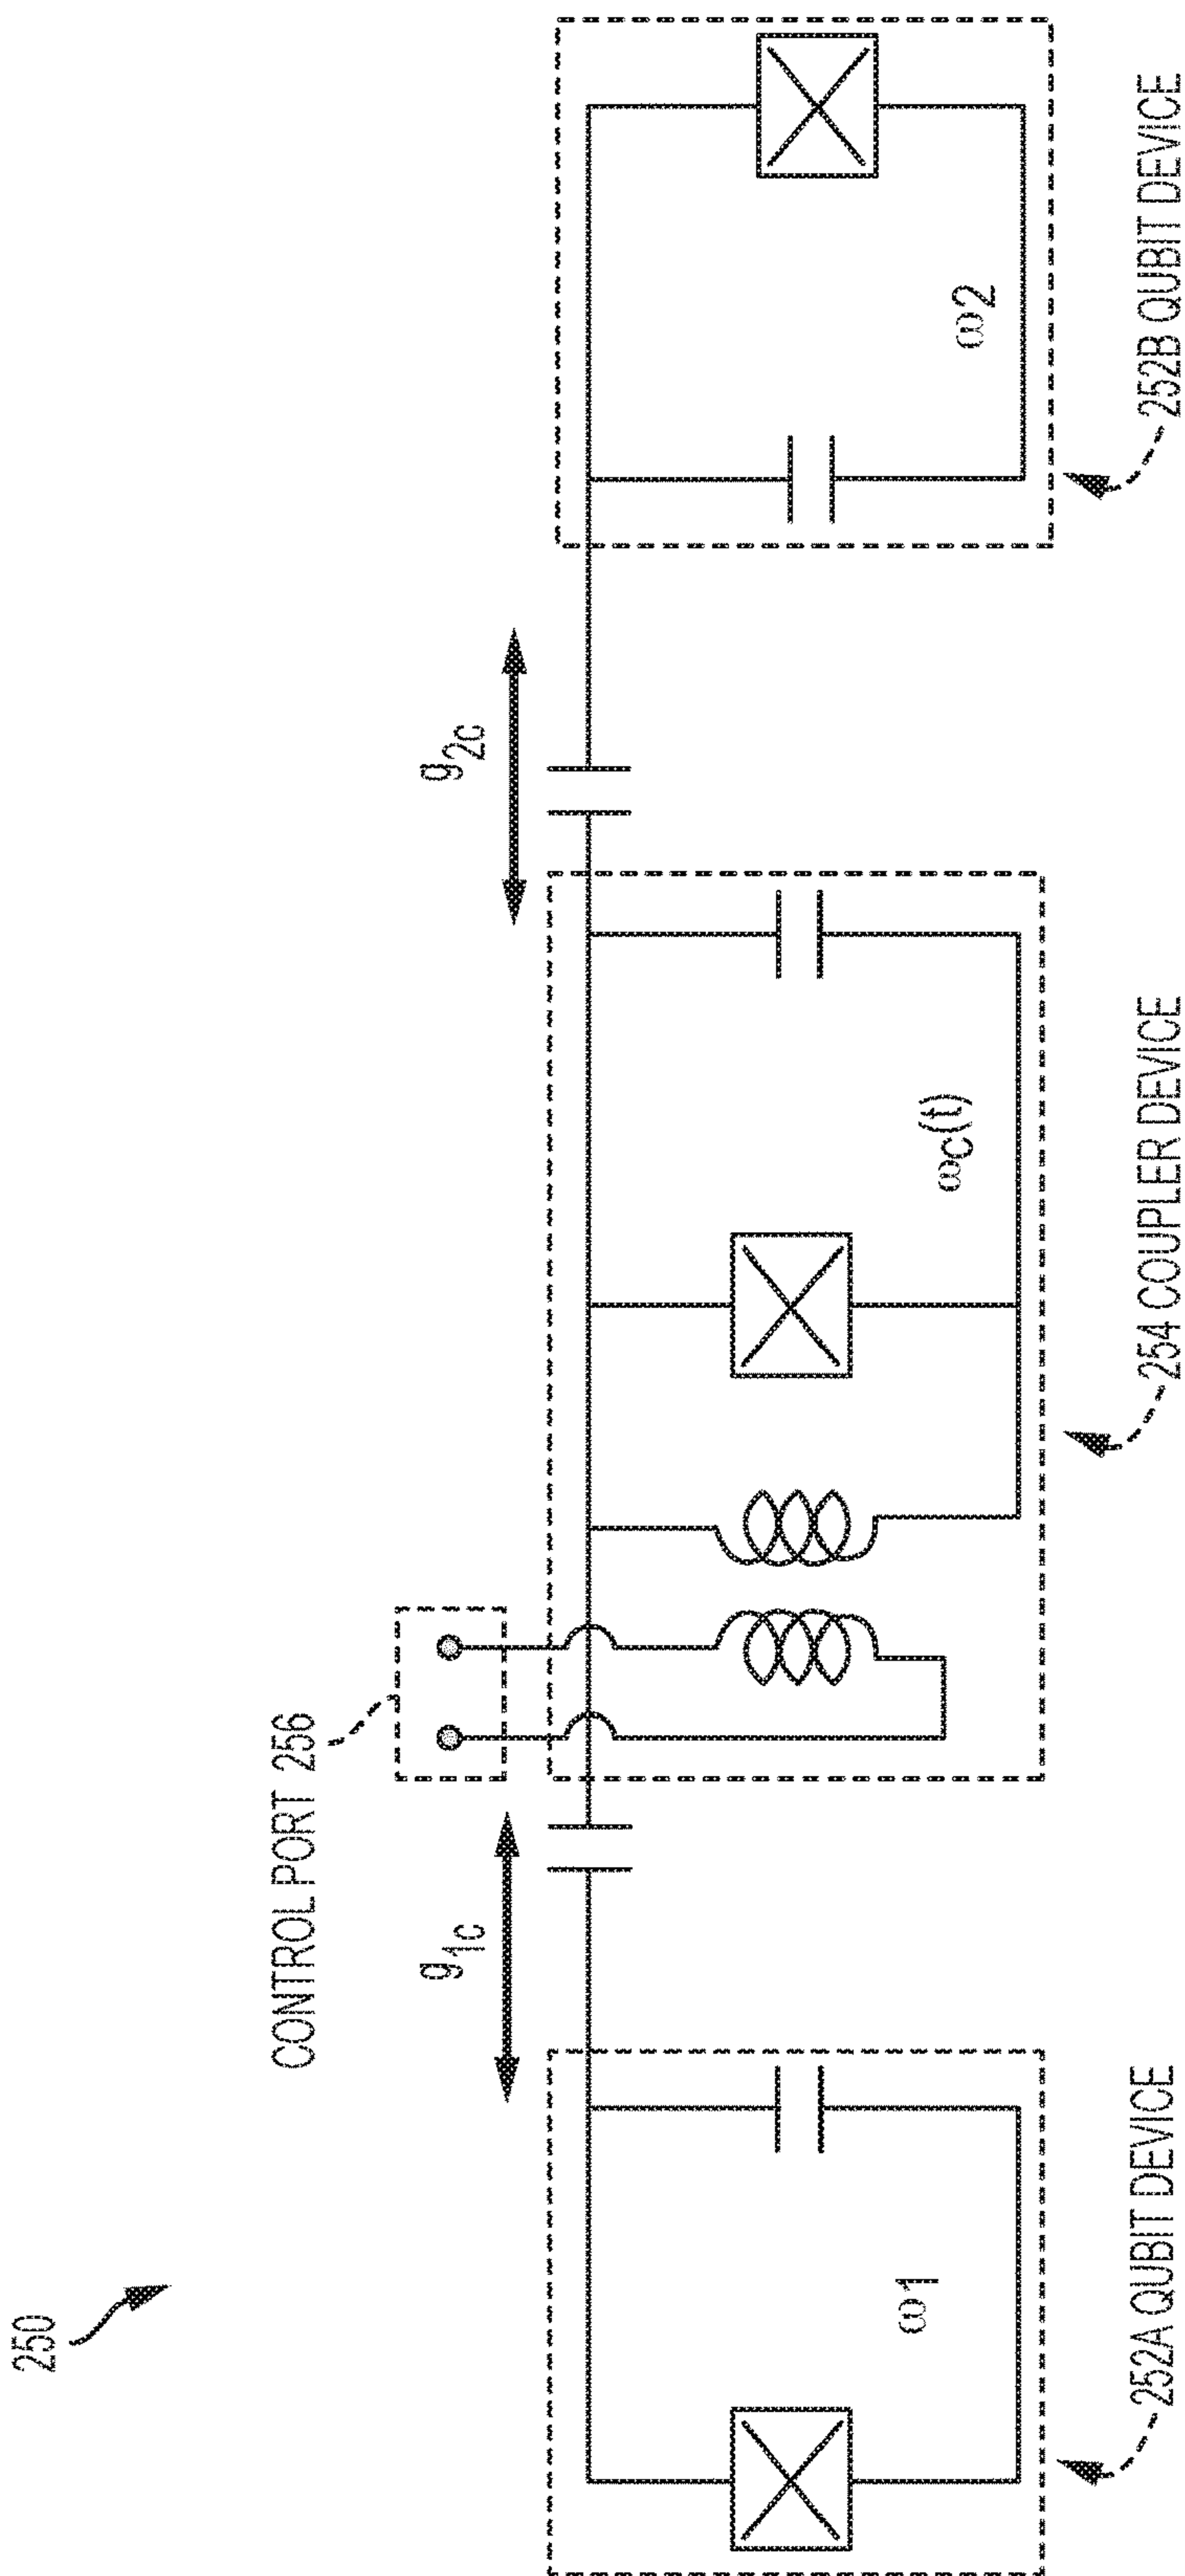 250
CONTROL PORT 256
g1c
g2c
ω1
ωC(t)
ω2
252A QUBIT DEVICE
254 COUPLER DEVICE
252B QUBIT DEVICE